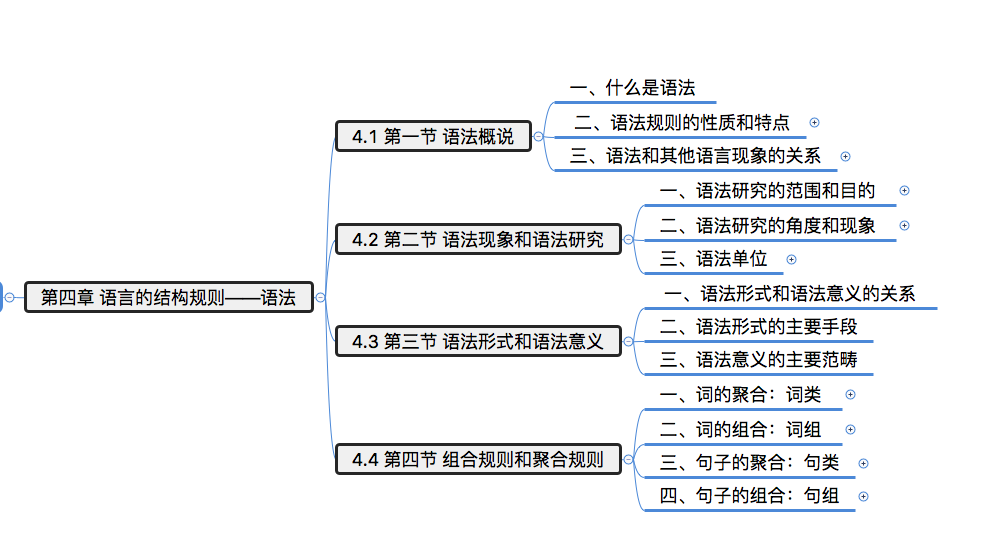 第四章 语言的结构规则——语法
4.1 第一节 语法概说
一、什么是语法
二、语法规则的性质和特点
三、语法和其他语言现象的关系
4.2 第二节 语法现象和语法研究
一、语法研究的范围和目的
二、语法研究的角度和现象
三、语法单位
4.3 第三节 语法形式和语法意义
一、语法形式和语法意义的关系
二、语法形式的主要手段
三、语法意义的主要范畴
4.4 第四节 组合规则和聚合规则
一、词的聚合：词类
二、词的组合：词组
三、句子的聚合：句类
四、句子的组合：句组